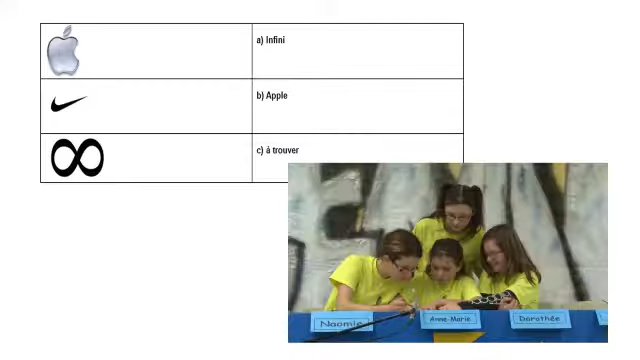 a) Infini
b) Apple
c) à trouver
Naomie
Anne-Marie
Dorothée